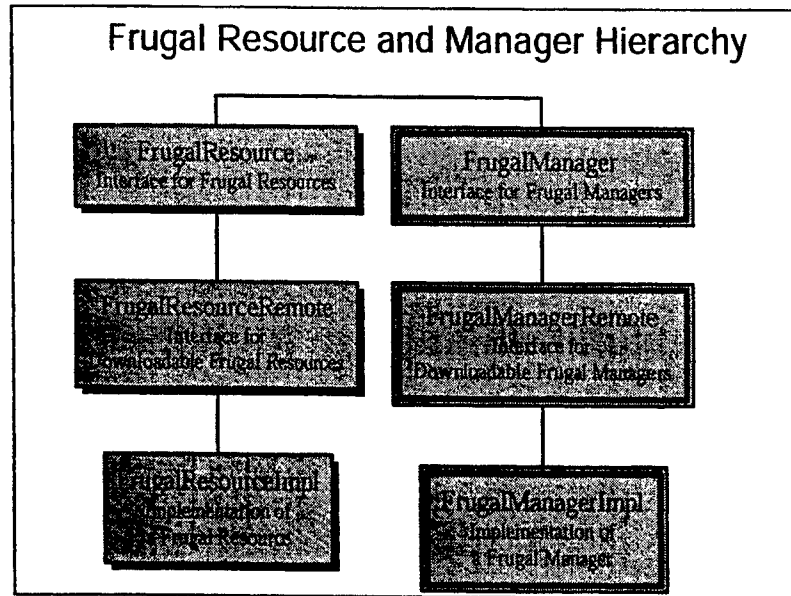 Frugal Resource and Manager Hierarchy
FrugalResource
Interface for Frugal Resources
FrugalManager
Interface for Frugal Managers
FrugalResourceRemote
Interface for
Downloadable Frugal Resources
FrugalManagerRemote
Interface for
Downloadable Frugal Managers
FrugalResourceImpl
Implementation of
Frugal Resource
FrugalManagerImpl
Implementation of
Frugal Manager